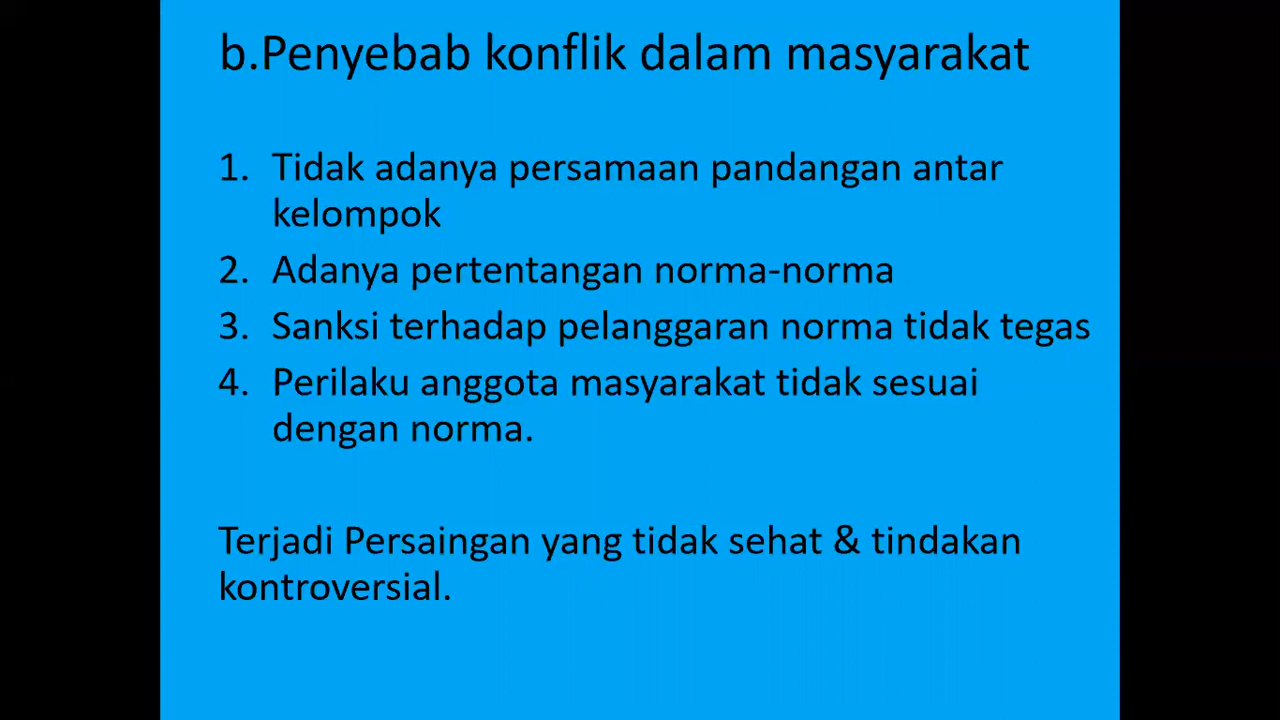 b.Penyebab konflik dalam masyarakat
1. Tidak adanya persamaan pandangan antar
kelompok
2. Adanya pertentangan norma-norma
3. Sanksi terhadap pelanggaran norma tidak tegas
4. Perilaku anggota masyarakat tidak sesuai
dengan norma.
Terjadi Persaingan yang tidak sehat & tindakan
kontroversial.